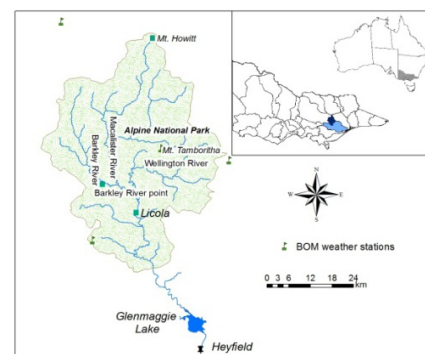 Mt. Howitt
Alpine National Park
Macalister River
Barkley River
Mt. Tamboritha
Wellington River
Barkley River point
Licola
Glenmaggie
Lake
Heyfield
N
W
E
S
BOM weather stations
0 3 6 12 18 24
km